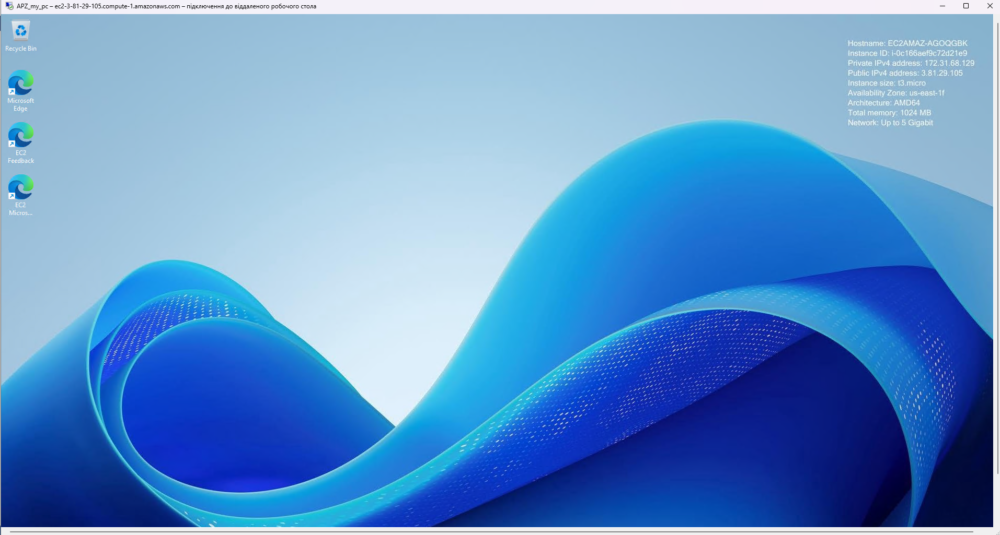 APZ_my_pc – ec2-3-81-29-105.compute-1.amazonaws.com – підключення до віддаленого робочого стола
Recycle Bin
Microsoft
Edge
EC2
Feedback
EC2
Micros...
Hostname: EC2AMAZ-AGOQGBK
Instance ID: i-0c166aef9c72d21e9
Private IPv4 address: 172.31.68.129
Public IPv4 address: 3.81.29.105
Instance size: t3.micro
Availability Zone: us-east-1f
Architecture: AMD64
Total memory: 1024 MB
Network: Up to 5 Gigabit